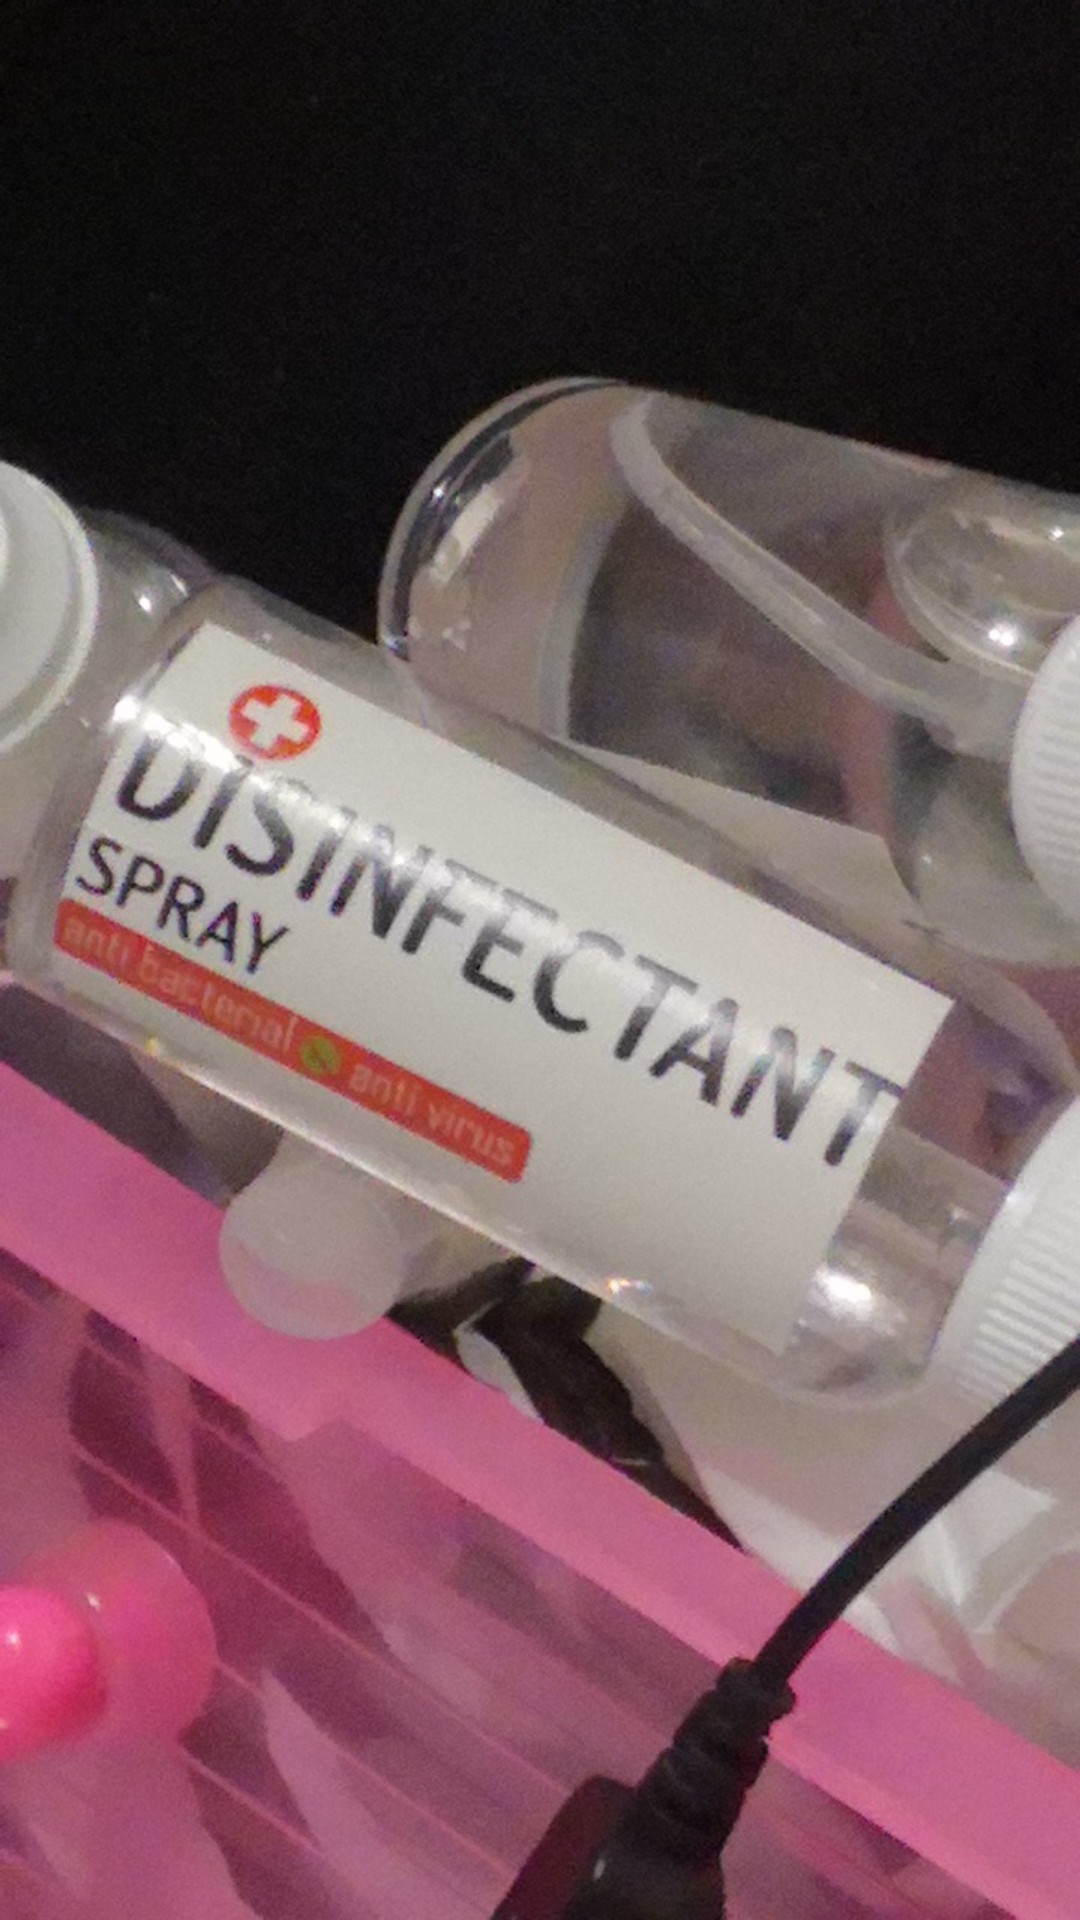 DISINFECTANT
SPRAY
anti bacterial anti virus